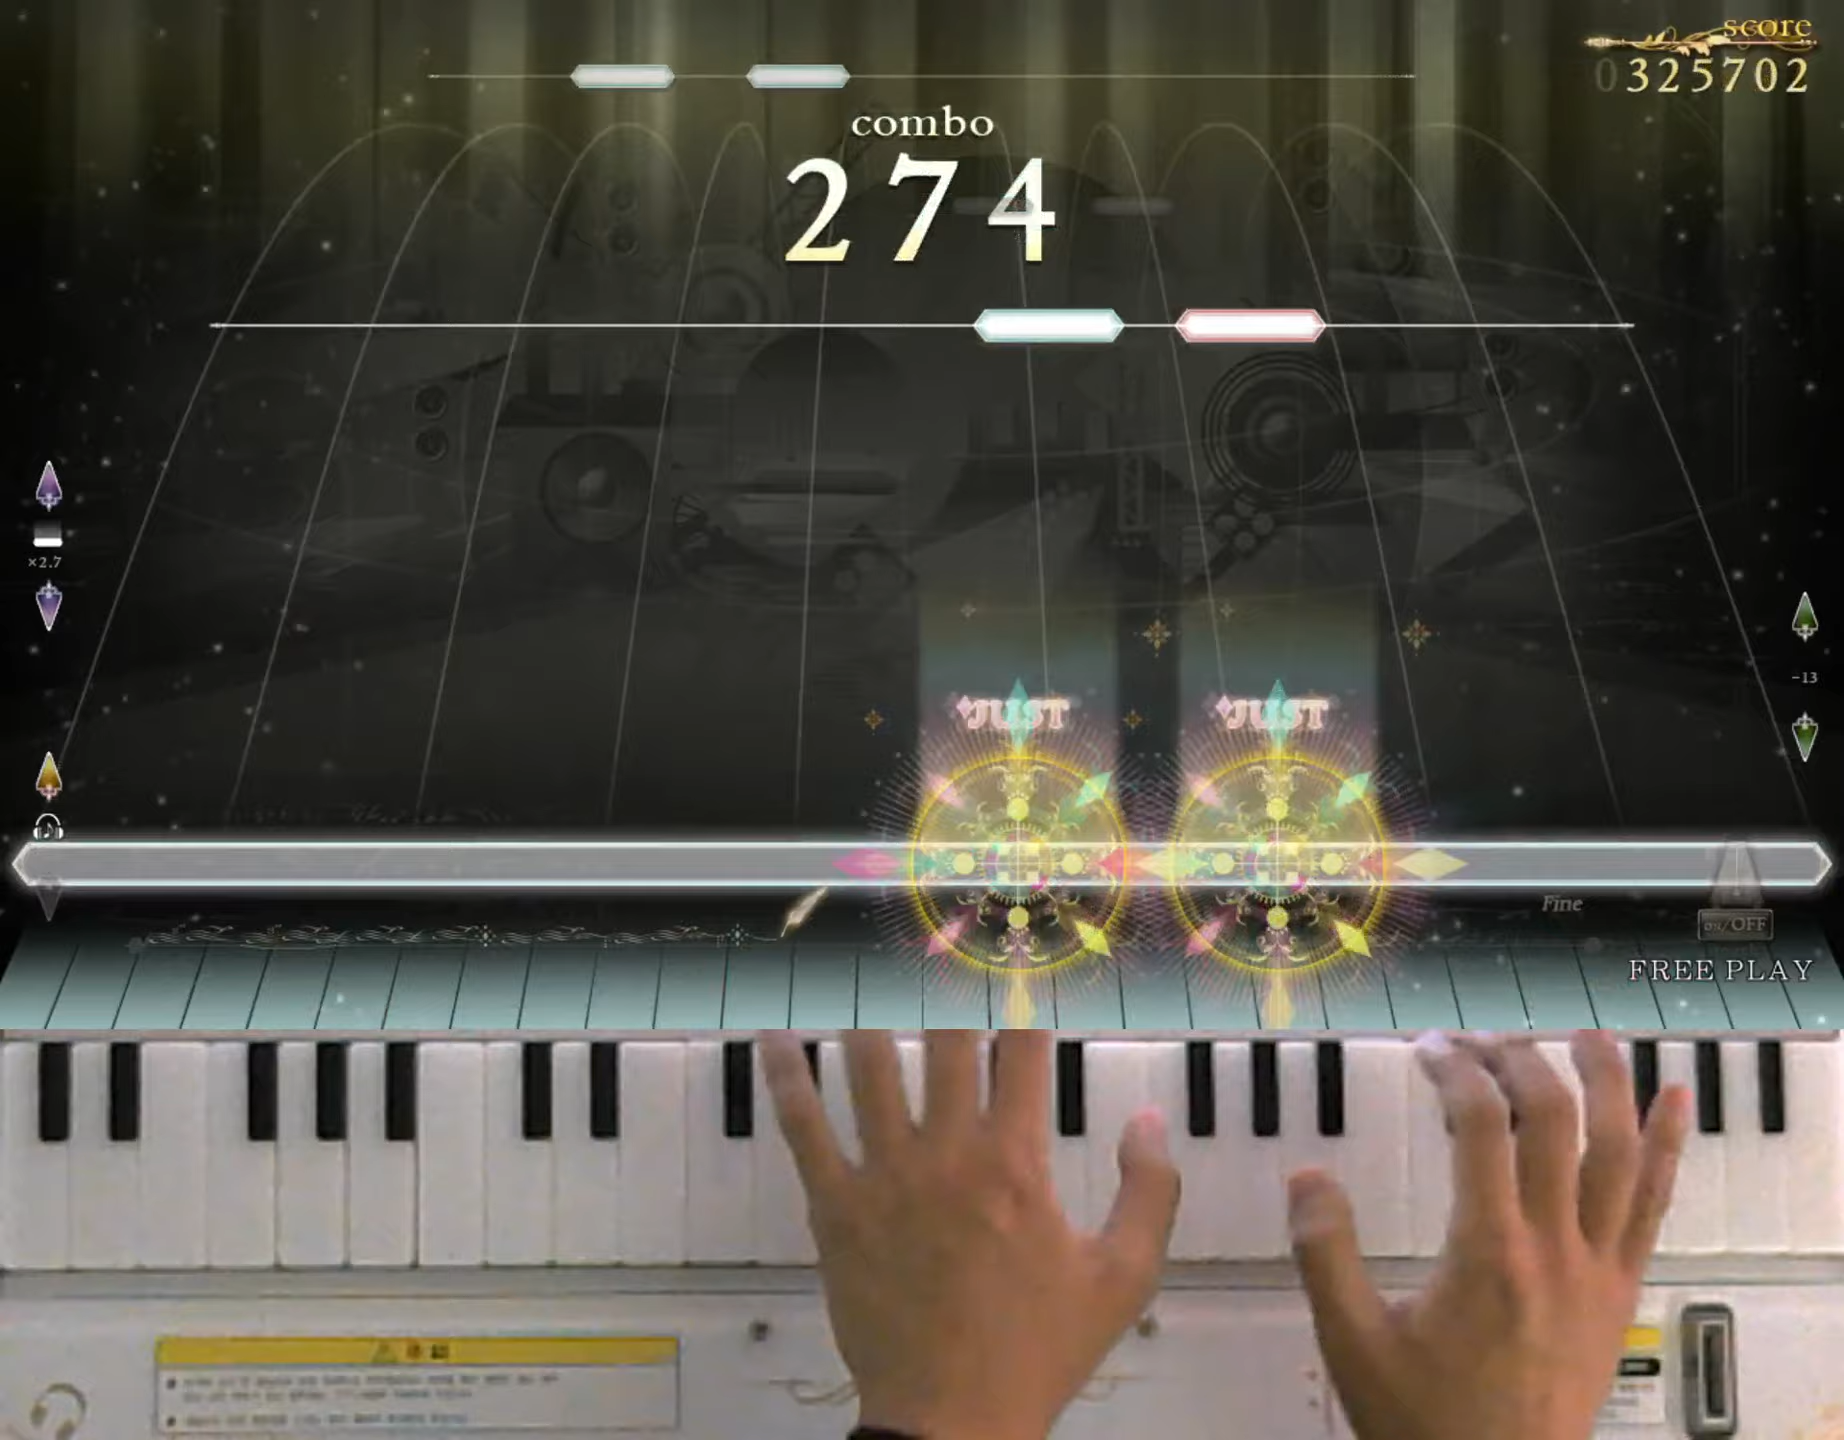 score
0325702
combo
274
×2.7
-13
◆JUST ◆JUST
Fine
on/OFF
FREE PLAY